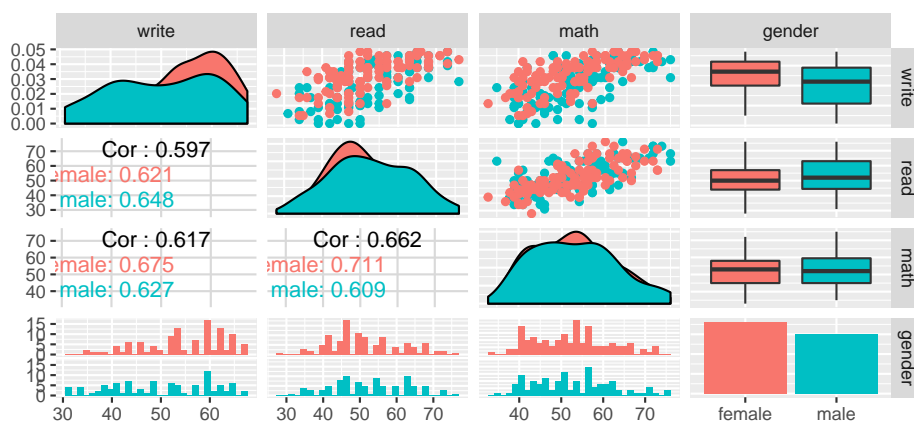 write read math gender
0.05
0.04
0.03
0.02
0.01
0.00
write
70
60
50
40
30
Cor : 0.597
emale: 0.621
male: 0.648
read
70
60
50
40
Cor : 0.617
emale: 0.675
male: 0.627
Cor : 0.662
emale: 0.711
male: 0.609
math
15
10
5
0
15
10
5
0
gender
30 40 50 60 30 40 50 60 70 40 50 60 70 female male